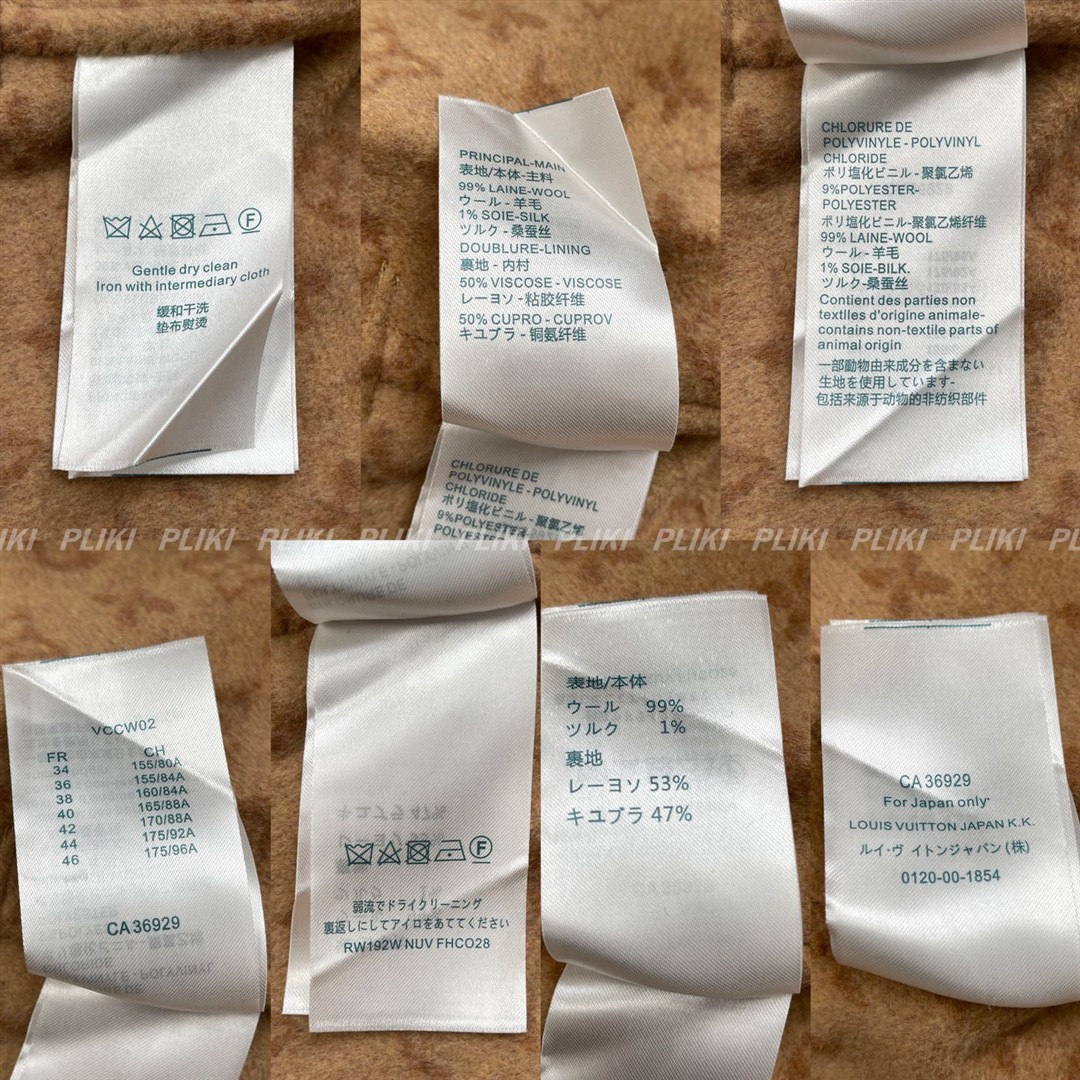 Gentle dry clean
Iron with intermediary cloth
缓和干洗
垫布熨烫
PRINCIPAL-MAIN
表地/本体-主料
99% LAINE-WOOL
ウール - 羊毛
1% SOIE-SILK
ツルク - 桑蚕丝
DOUBLURE-LINING
裏地 - 内村
50% VISCOSE - VISCOSE
レーヨソ - 粘胶纤维
50% CUPRO - CUPROV
キユブラ - 铜氨纤维
CHLORURE DE
POLYVINYLE - POLYVINYL
CHLORIDE
ポリ塩化ビニル - 聚氯乙烯
9%POLYESTER-
CHLORURE DE
POLYVINYLE - POLYVINYL
CHLORIDE
ポリ塩化ビニル - 聚氯乙烯
9%POLYESTER-
POLYESTER
ポリ塩化ビニル - 聚氯乙烯纤维
99% LAINE-WOOL
ウール - 羊毛
1% SOIE-BILK.
ツルク-桑蚕丝
Contient des parties non
textlles d'origine animale-
contains non-textile parts of
animal origin
一部動物由来成分を含まない
生地を使用しています-
包括来源于动物的非纺织部件
PLIKI PLIKI PLIKI PLIKI PLIKI PLIKI PLIKI PLIKI PLIKI PLIKI
VCCW02
FR CH
34 155/80A
36 155/84A
38 160/84A
40 165/88A
42 170/88A
44 175/92A
46 175/96A
CA 36929
弱流でドライクリーニング
裏返しにしてアイロをあててください
RW192W NUV FHCO28
表地/本体
ウール 99%
ツルク 1%
裏地
レーヨソ 53%
キユブラ 47%
CA 36929
For Japan only'
LOUIS VUITTON JAPAN K.K.
ルイ・ヴ イトンジャパン (株)
0120-00-1854